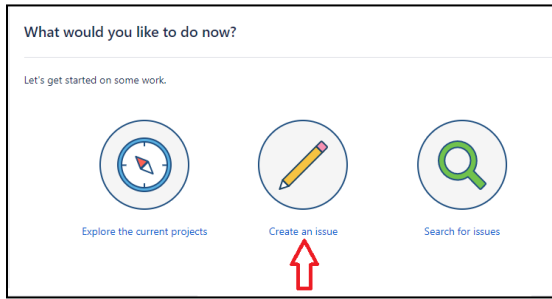 What would you like to do now?
Let's get started on some work.
Explore the current projects
Create an issue
Search for issues